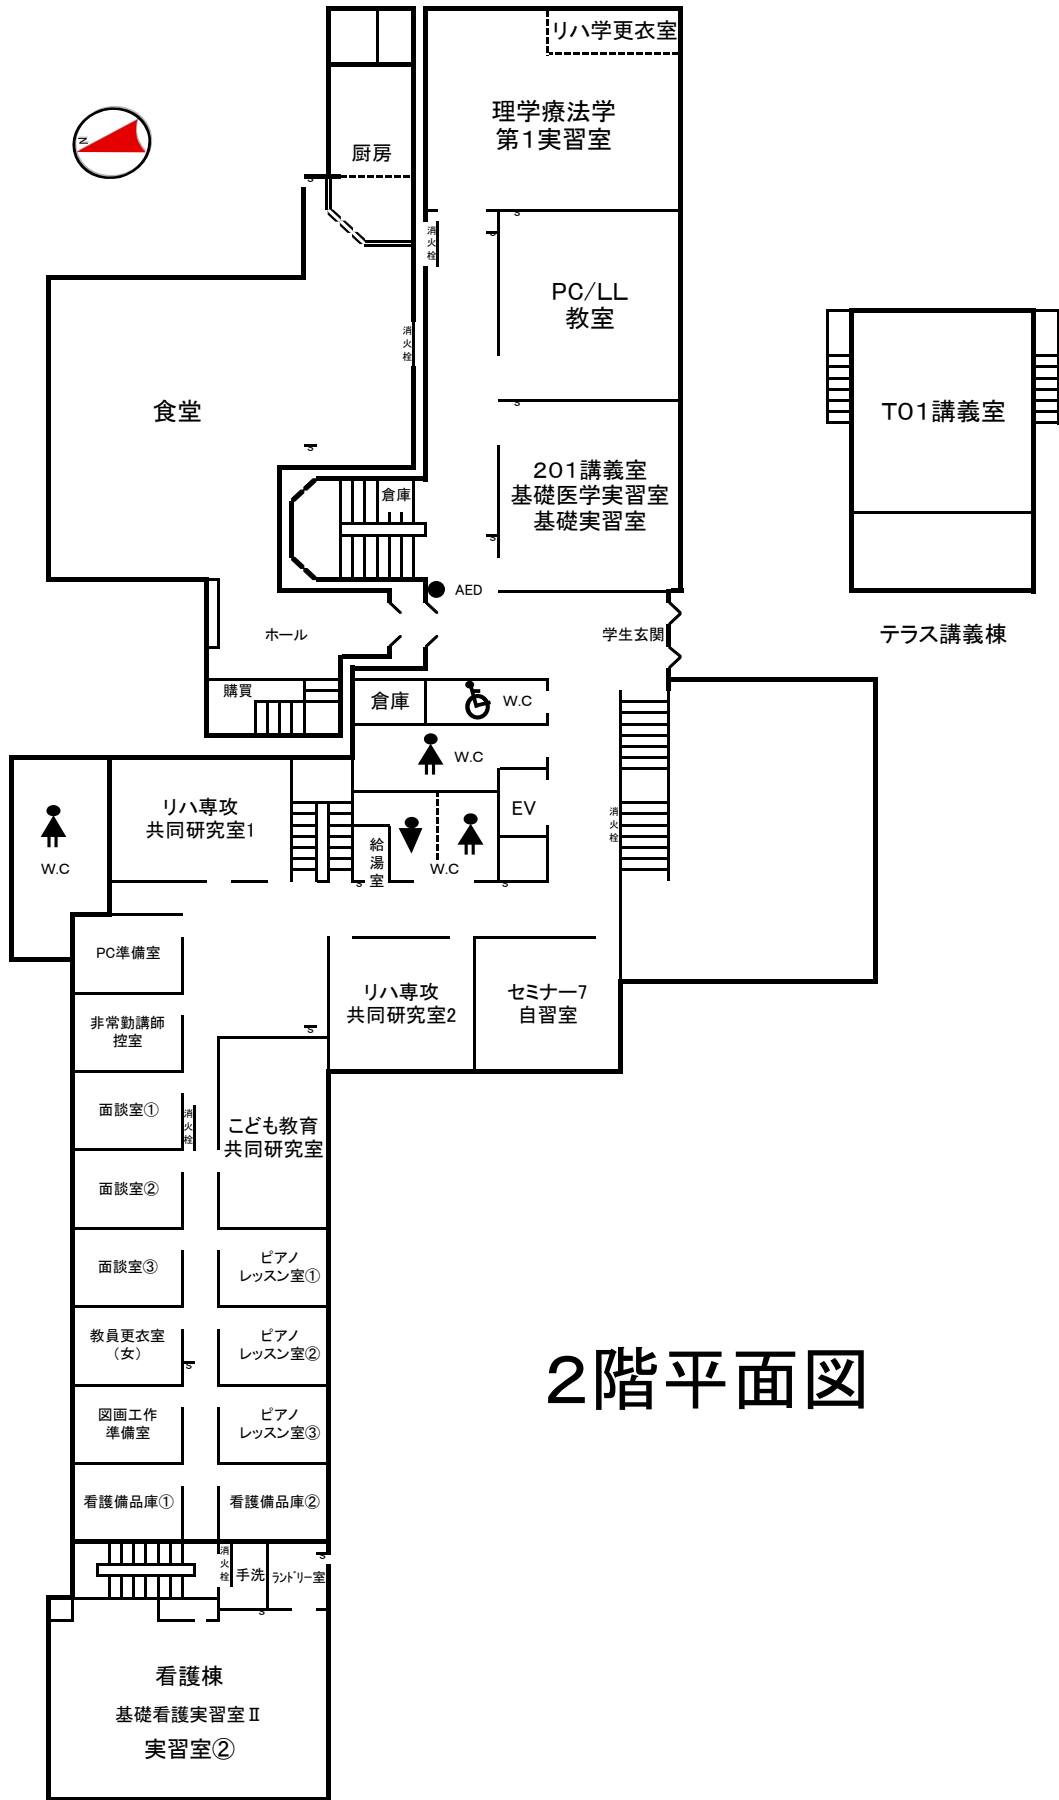 リハ学更衣室
理学療法学
第1実習室
N
厨房
S
S
消火栓
S
PC/LL
教室
消火栓
S
食堂
T01講義室
S
201講義室
基礎医学実習室
基礎実習室
倉庫
S
AED
ホール
学生玄関
テラス講義棟
購買
倉庫
W.C
W.C
リハ専攻
共同研究室1
EV
消火栓
給湯室
W.C
W.C
S
S
PC準備室
リハ専攻
共同研究室2
セミナー7
自習室
非常勤講師
控室
S
面談室①
消火栓
こども教育
共同研究室
面談室②
面談室③
ピアノ
レッスン室①
教員更衣室
（女）
S
ピアノ
レッスン室②
2階平面図
図画工作
準備室
ピアノ
レッスン室③
看護備品庫①
看護備品庫②
消火栓
手洗
ランドリー室
S
S
看護棟
基礎看護実習室Ⅱ
実習室②